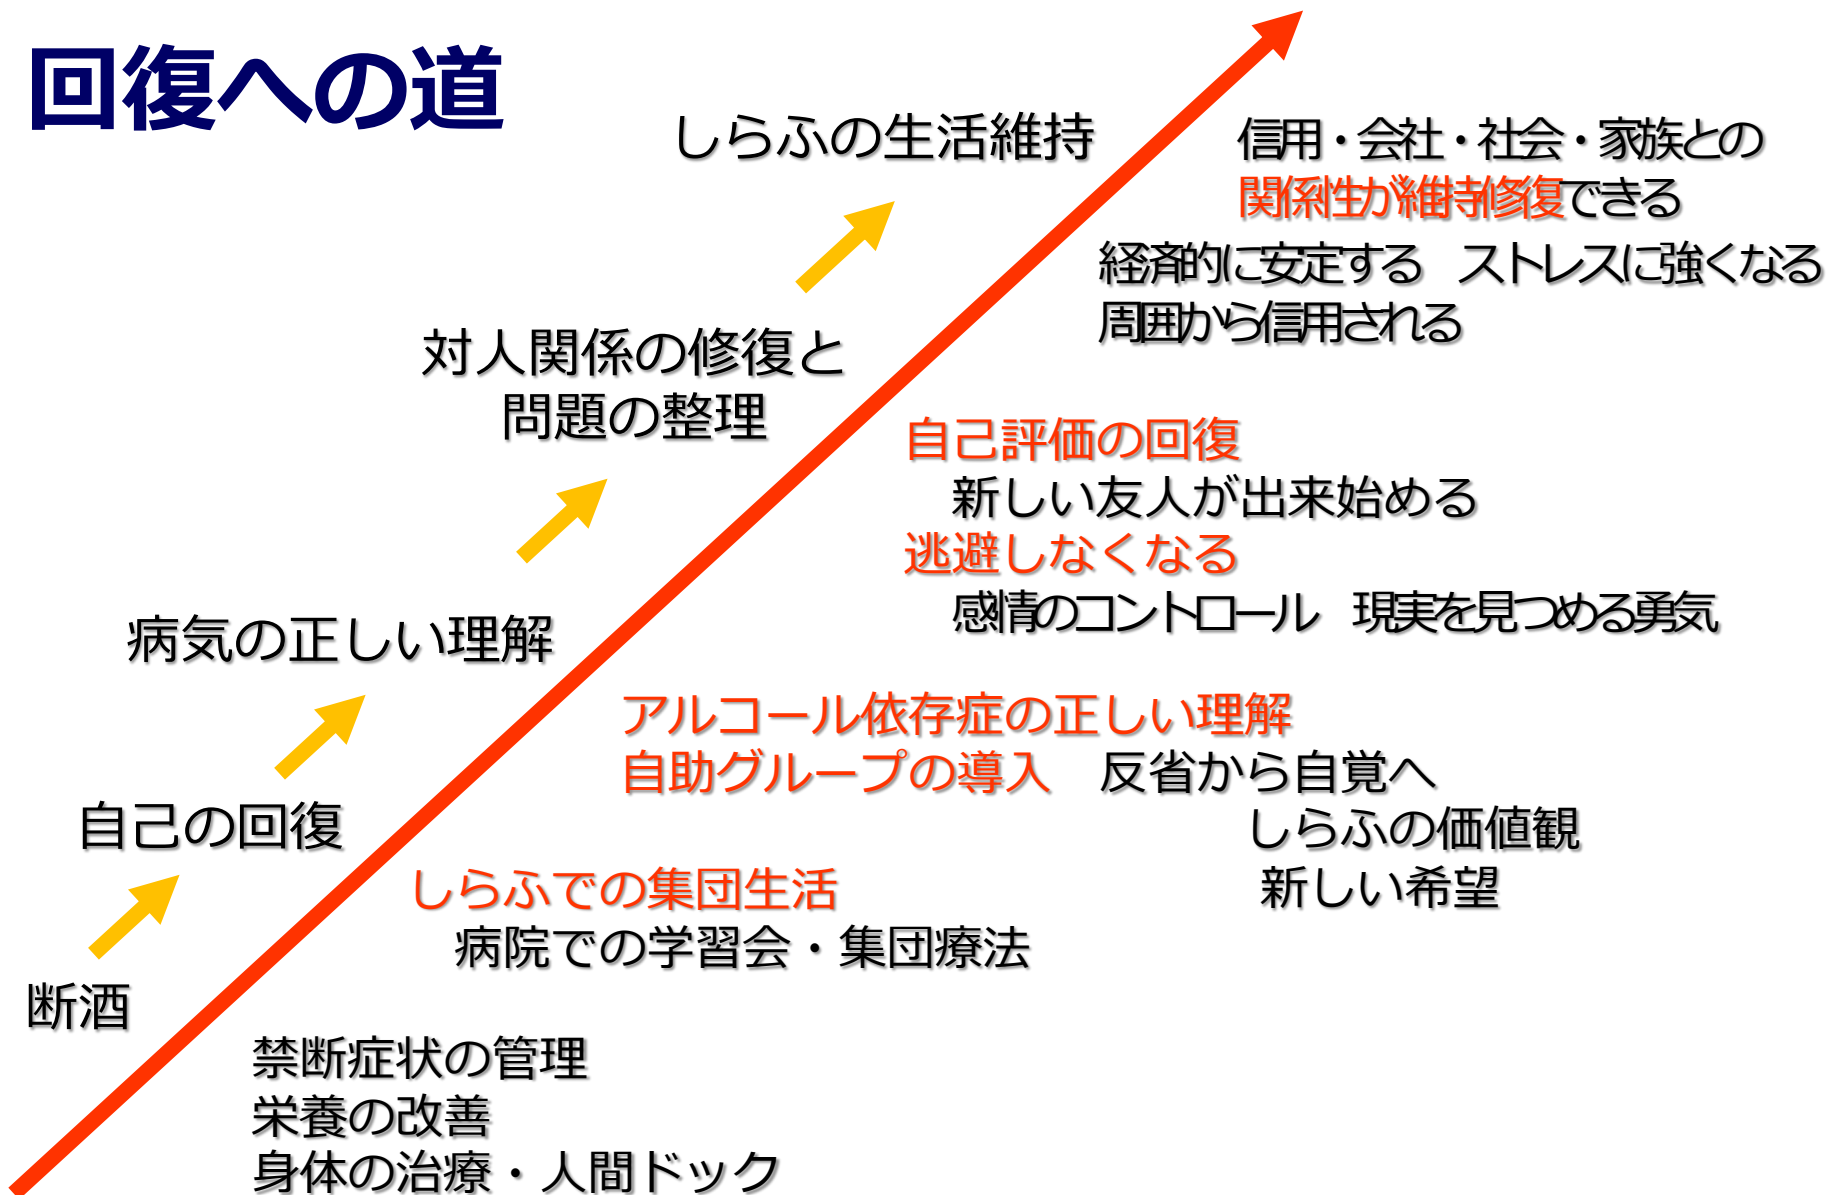 回復への道
しらふの生活維持
信用・会社・社会・家族との
関係性が維持修復できる
経済的に安定する　ストレスに強くなる
周囲から信用される
対人関係の修復と
問題の整理
自己評価の回復
新しい友人が出来始める
逃避しなくなる
感情のコントロール　現実を見つめる勇気
病気の正しい理解
アルコール依存症の正しい理解
自助グループの導入　反省から自覚へ
しらふの価値観
新しい希望
自己の回復
しらふでの集団生活
病院での学習会・集団療法
断酒
禁断症状の管理
栄養の改善
身体の治療・人間ドック